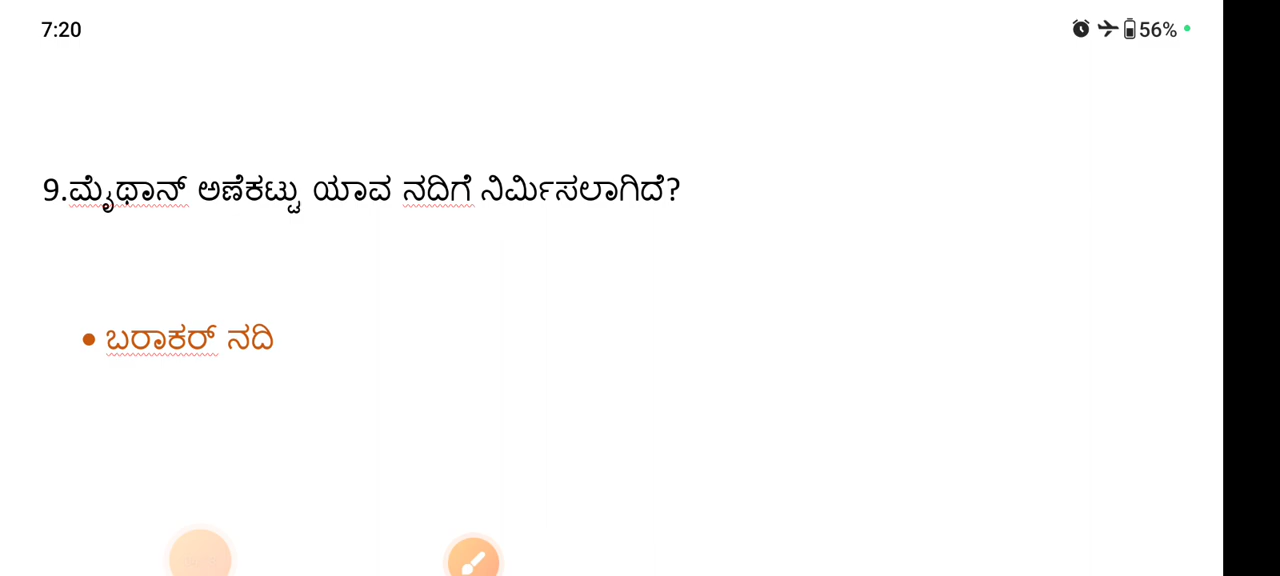 7:20 56%
9.ಮೈಥಾನ್ ಅಣೆಕಟ್ಟು ಯಾವ ನದಿಗೆ ನಿರ್ಮಿಸಲಾಗಿದೆ?
• ಬರಾಕರ್ ನದಿ